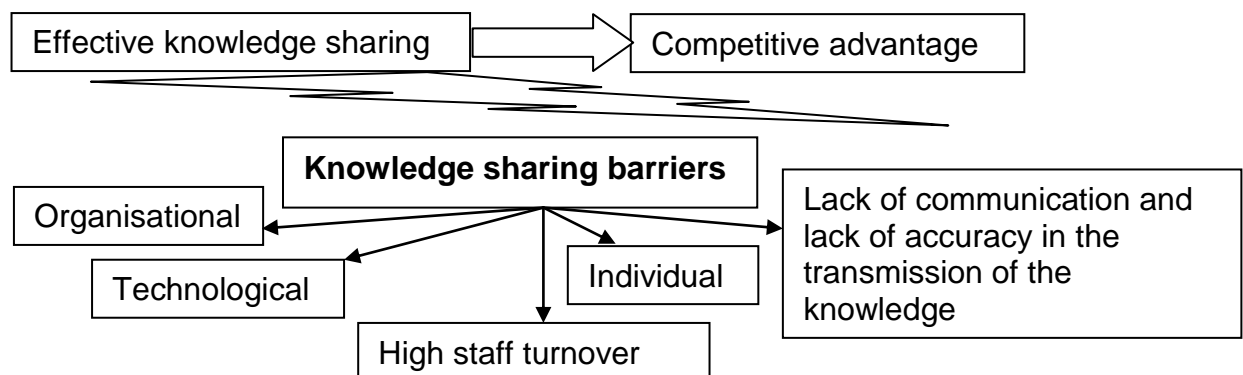 Effective knowledge sharing
Competitive advantage
Knowledge sharing barriers
Organisational
Technological
High staff turnover
Individual
Lack of communication and
lack of accuracy in the
transmission of the
knowledge